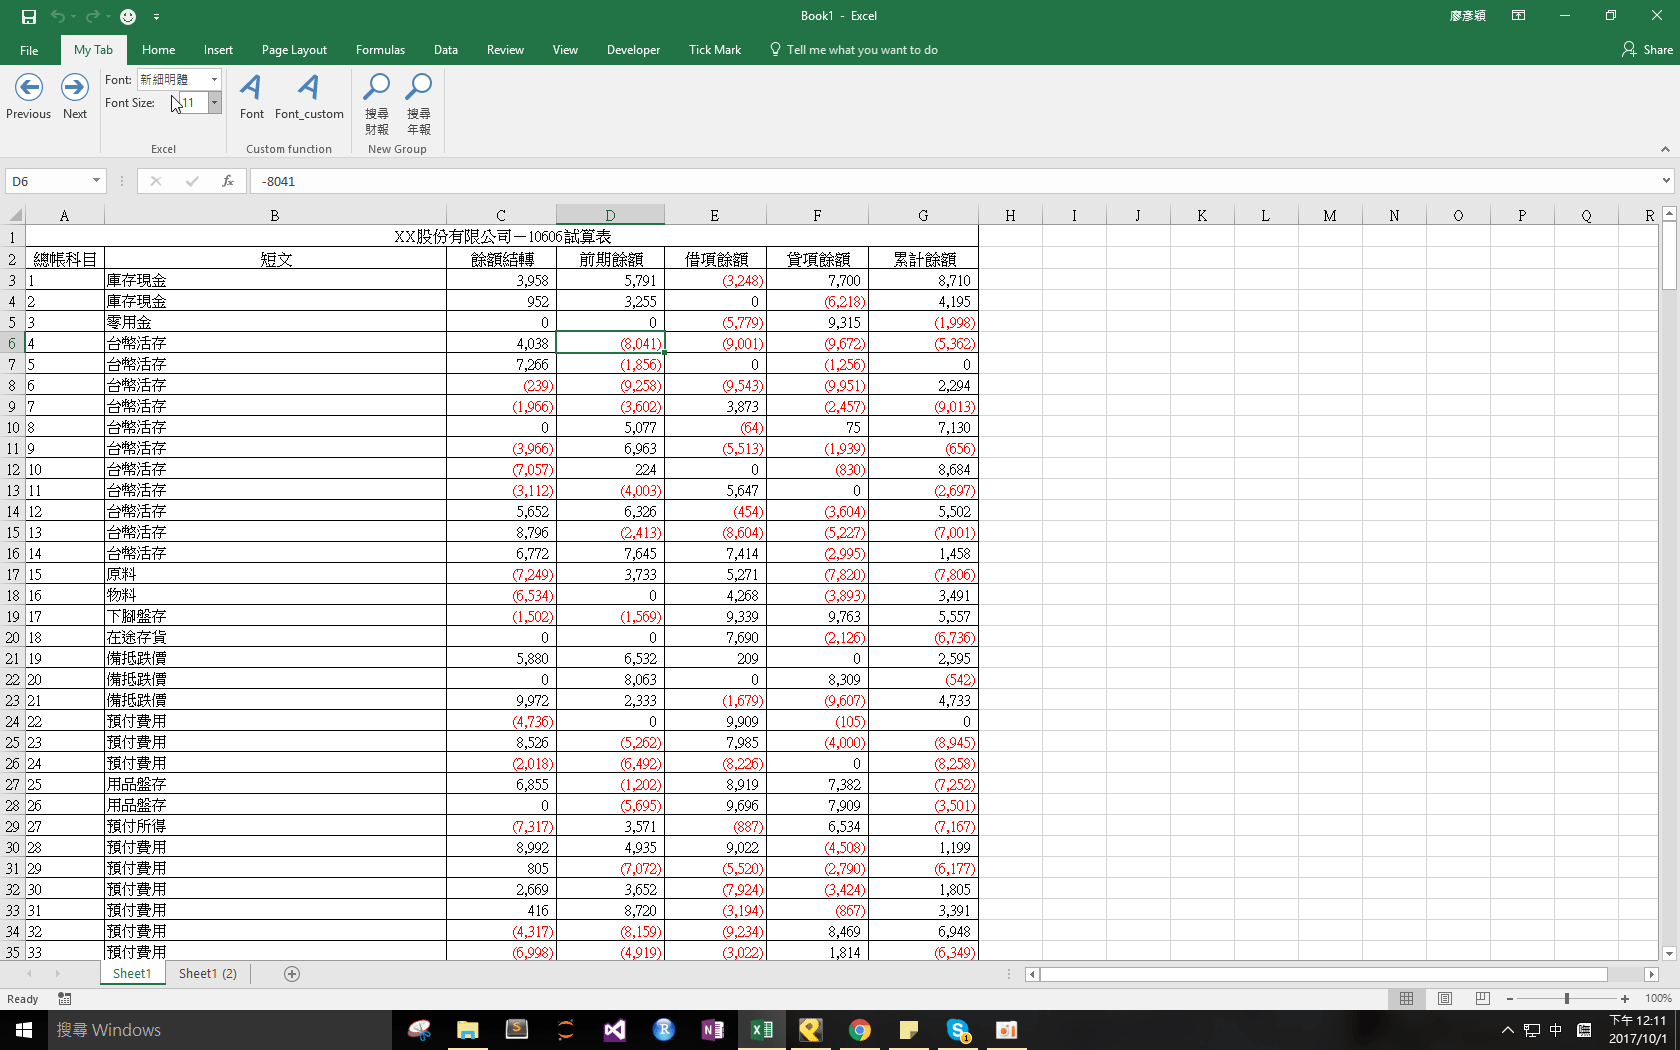 Book1 - Excel
廖彥穎
File My Tab Home Insert Page Layout Formulas Data Review View Developer Tick Mark Tell me what you want to do Share
Font: 新細明體
Font Size: 11
Previous Next Font Font_custom 搜尋 搜尋
財報 年報
Excel Custom function New Group
D6 fx -8041
A B C D E F G H I J K L M N O P Q R
1 XX股份有限公司－10606試算表
2 總帳科目 短文 餘額結轉 前期餘額 借項餘額 貸項餘額 累計餘額
3 1 庫存現金 3,958 5,791 (3,248) 7,700 8,710
4 2 庫存現金 952 3,255 0 (6,218) 4,195
5 3 零用金 0 0 (5,779) 9,315 (1,998)
6 4 台幣活存 4,038 (8,041) (9,001) (9,672) (5,362)
7 5 台幣活存 7,266 (1,856) 0 (1,256) 0
8 6 台幣活存 (239) (9,258) (9,543) (9,951) 2,294
9 7 台幣活存 (1,966) (3,602) 3,873 (2,457) (9,013)
10 8 台幣活存 0 5,077 (64) 75 7,130
11 9 台幣活存 (3,966) 6,963 (5,513) (1,939) (656)
12 10 台幣活存 (7,057) 224 0 (830) 8,684
13 11 台幣活存 (3,112) (4,003) 5,647 0 (2,697)
14 12 台幣活存 5,652 6,326 (454) (3,604) 5,502
15 13 台幣活存 8,796 (2,413) (8,604) (5,227) (7,001)
16 14 台幣活存 6,772 7,645 7,414 (2,995) 1,458
17 15 原料 (7,249) 3,733 5,271 (7,820) (7,806)
18 16 物料 (6,534) 0 4,268 (3,893) 3,491
19 17 下腳盤存 (1,502) (1,569) 9,339 9,763 5,557
20 18 在途存貨 0 0 7,690 (2,126) (6,736)
21 19 備抵跌價 5,880 6,532 209 0 2,595
22 20 備抵跌價 0 8,063 0 8,309 (542)
23 21 備抵跌價 9,972 2,333 (1,679) (9,607) 4,733
24 22 預付費用 (4,736) 0 9,909 (105) 0
25 23 預付費用 8,526 (5,262) 7,985 (4,000) (8,945)
26 24 預付費用 (2,018) (6,492) (8,226) 0 (8,258)
27 25 用品盤存 6,855 (1,202) 8,919 7,382 (7,252)
28 26 用品盤存 0 (5,695) 9,696 7,909 (3,501)
29 27 預付所得 (7,317) 3,571 (887) 6,534 (7,167)
30 28 預付費用 8,992 4,935 9,022 (4,508) 1,199
31 29 預付費用 805 (7,072) (5,520) (2,790) (6,177)
32 30 預付費用 2,669 3,652 (7,924) (3,424) 1,805
33 31 預付費用 416 8,720 (3,194) (867) 3,391
34 32 預付費用 (4,317) (8,159) (9,234) 8,469 6,948
35 33 預付費用 (6,998) (4,919) (3,022) 1,814 (6,349)
Sheet1 Sheet1 (2)
Ready 100%
搜尋 Windows 中 下午 12:11
2017/10/1